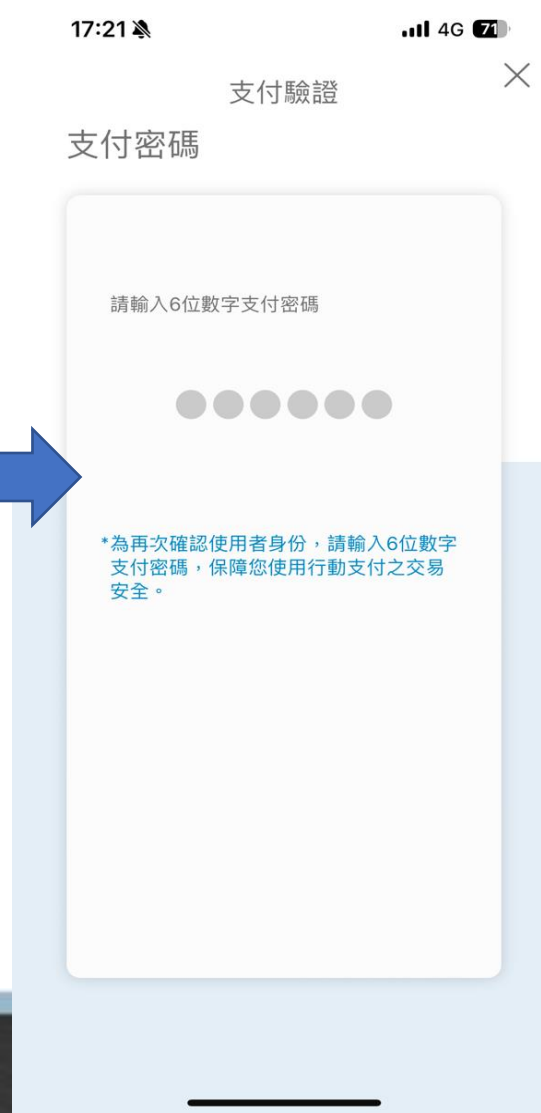 17:21
4G 71
支付驗證
支付密碼
請輸入6位數字支付密碼
*為再次確認使用者身份，請輸入6位數字
支付密碼，保障您使用行動支付之交易
安全。